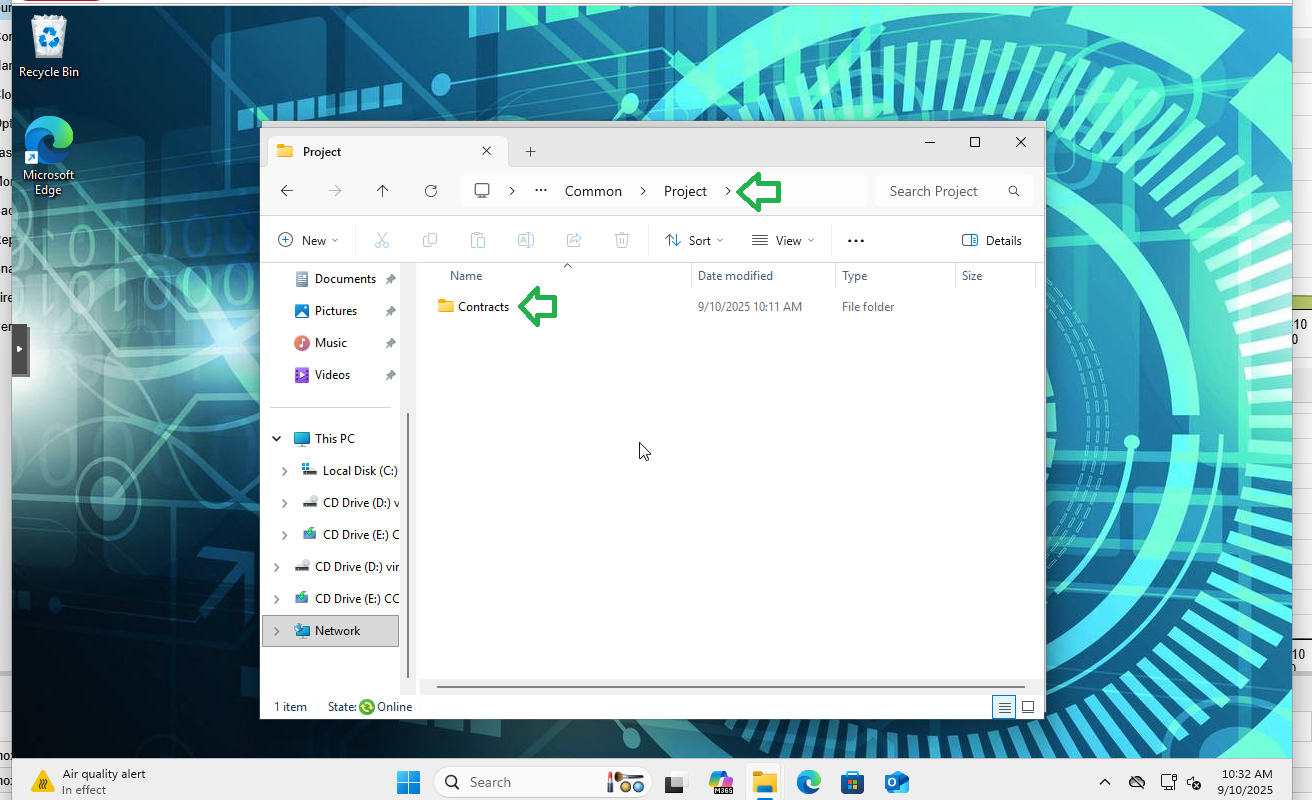 Recycle Bin
Microsoft
Edge
Project
Common
Project
Search Project
New
Sort
View
Details
Documents
Pictures
Music
Videos
This PC
Local Disk (C:)
CD Drive (D:) v
CD Drive (E:) C
CD Drive (D:) vir
CD Drive (E:) CC
Network
Name
Date modified
Type
Size
Contracts
9/10/2025 10:11 AM
File folder
1 item
State:
Online
Air quality alert
In effect
Search
M365
10:32 AM
9/10/2025